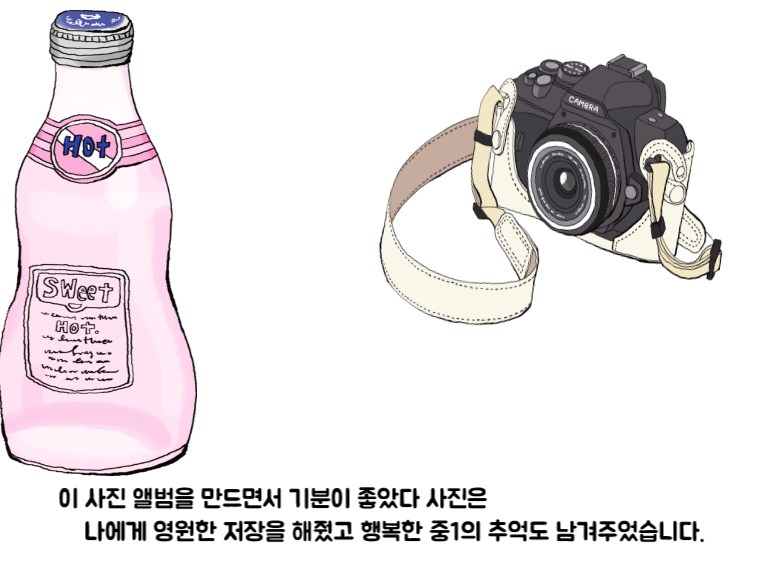 HOT
CAMERA
SWEET
HOT.
이 사진 앨범을 만드면서 기분이 좋았다 사진은
나에게 영원한 저장을 해줬고 행복한 중1의 추억도 남겨주었습니다.